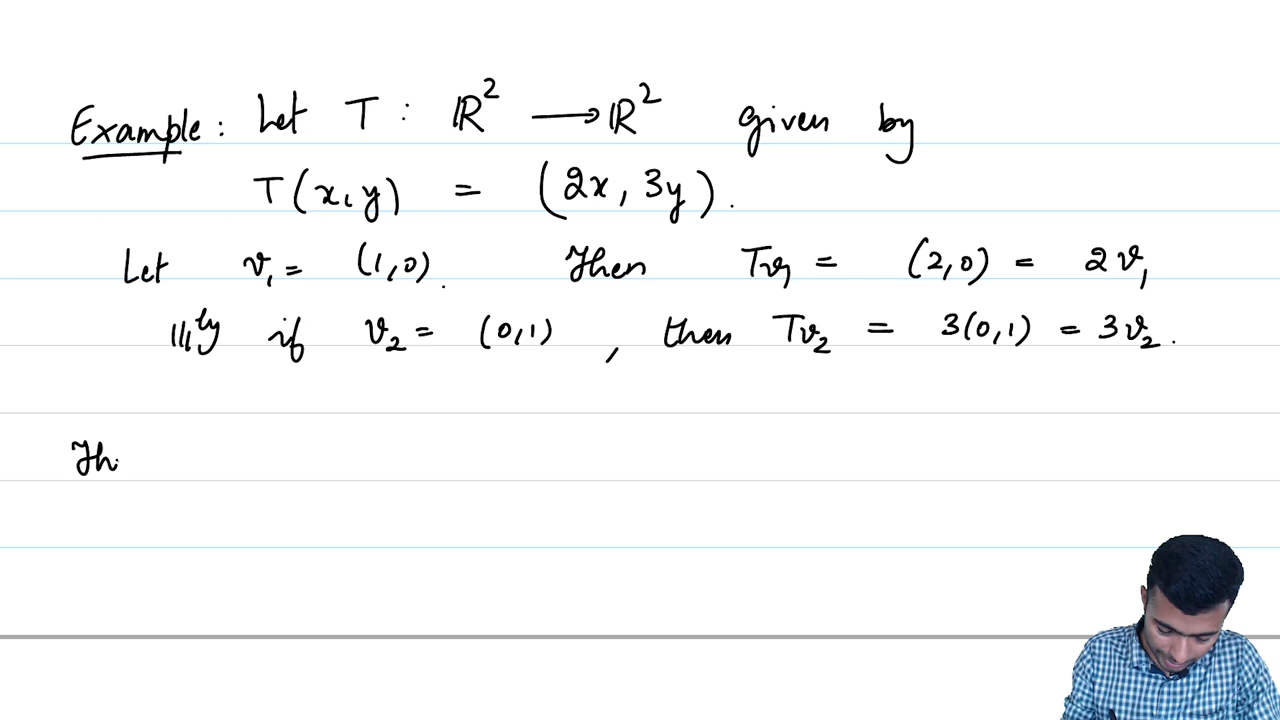 Example: Let T: ℝ² ⟶ ℝ² given by
T(x,y) = (2x, 3y).
Let v₁ = (1,0). Then Tv₁ = (2,0) = 2v₁
|||ly if v₂ = (0,1), then Tv₂ = 3(0,1) = 3v₂.
Th